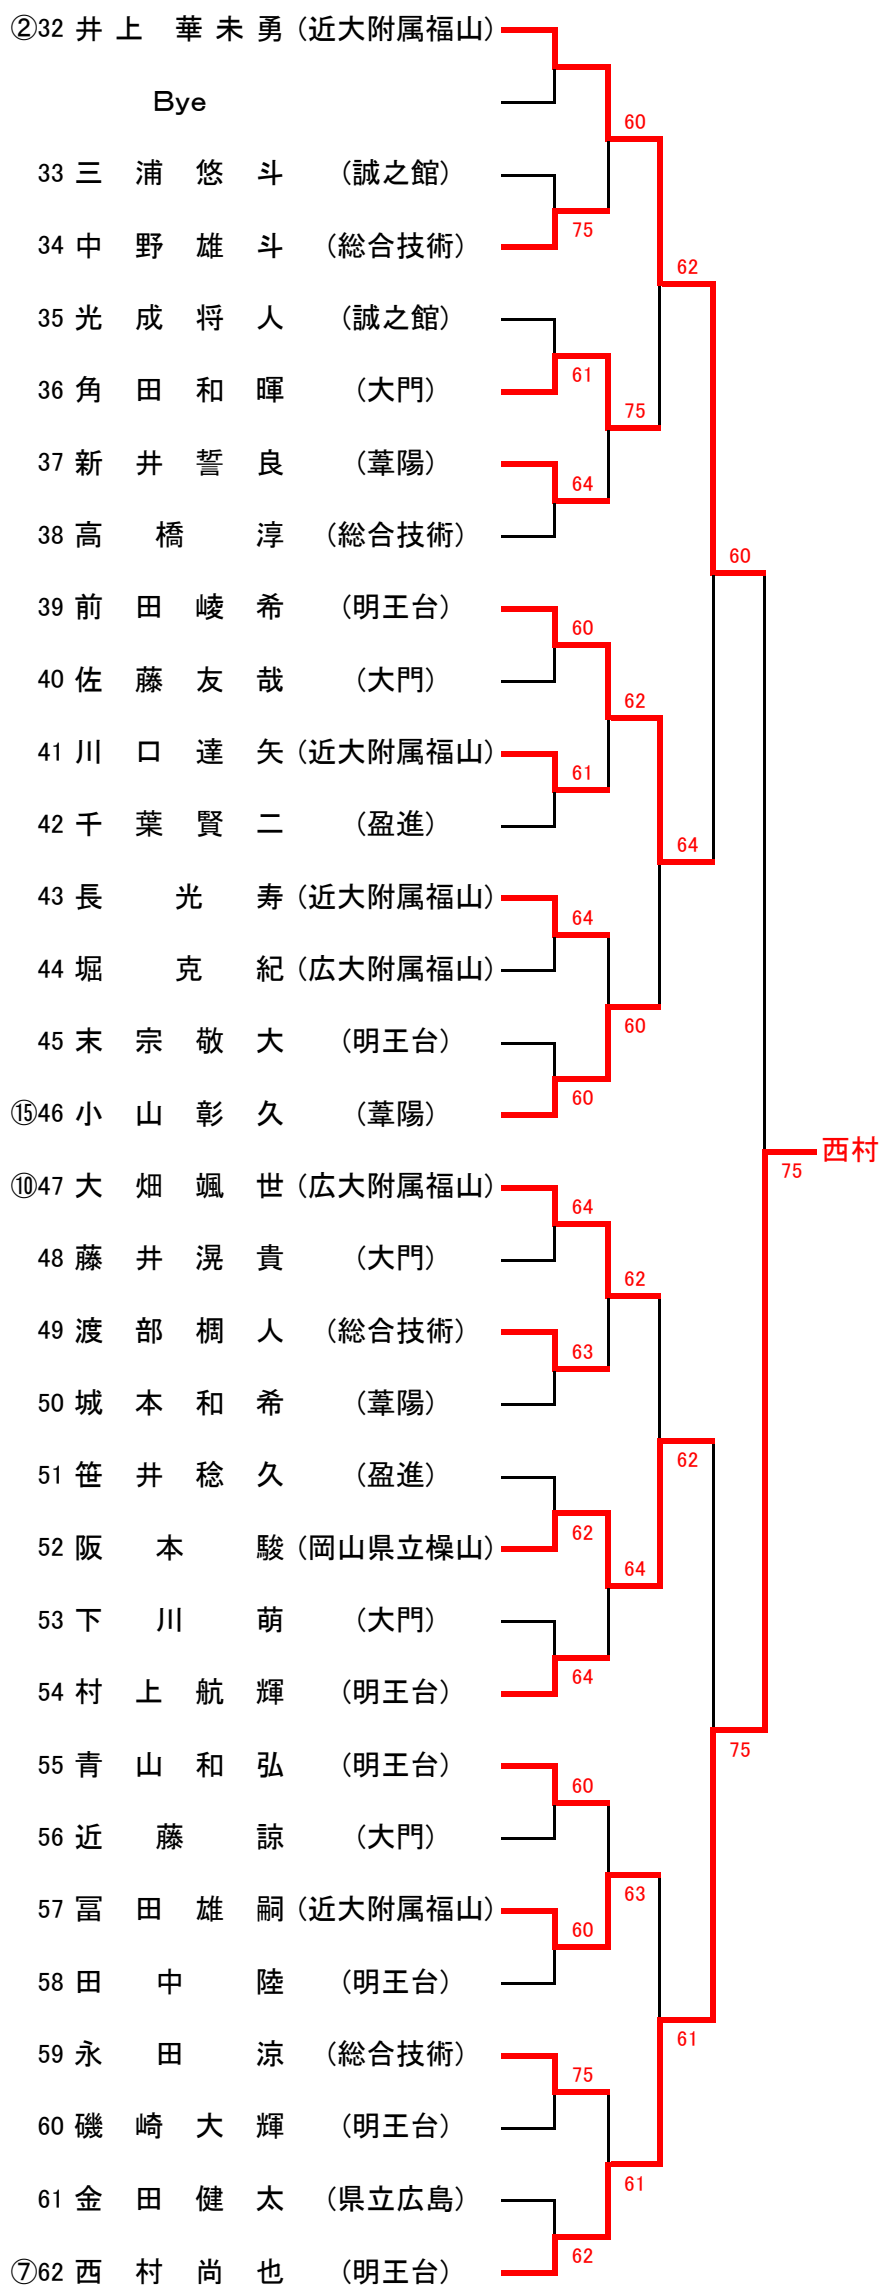 ②32 井上 華未勇 (近大附属福山)
Bye
60
33 三浦悠斗 (誠之館)
75
34 中野雄斗 (総合技術)
62
35 光成将人 (誠之館)
61
36 角田和暉 (大門)
75
37 新井誓良 (葦陽)
64
38 高橋淳 (総合技術)
60
39 前田崚希 (明王台)
60
40 佐藤友哉 (大門)
62
41 川口達矢 (近大附属福山)
61
42 千葉賢二 (盈進)
64
43 長光寿 (近大附属福山)
64
44 堀克紀 (広大附属福山)
60
45 末宗敬大 (明王台)
60
⑮46 小山彰久 (葦陽)
75 西村
⑩47 大畑颯世 (広大附属福山)
64
48 藤井滉貴 (大門)
62
49 渡部椆人 (総合技術)
63
50 城本和希 (葦陽)
62
51 笹井稔久 (盈進)
62
52 阪本駿 (岡山県立操山)
64
53 下川萌 (大門)
64
54 村上航輝 (明王台)
75
55 青山和弘 (明王台)
60
56 近藤諒 (大門)
63
57 冨田雄嗣 (近大附属福山)
60
58 田中陸 (明王台)
61
59 永田涼 (総合技術)
75
60 磯崎大輝 (明王台)
61
61 金田健太 (県立広島)
62
⑦62 西村尚也 (明王台)